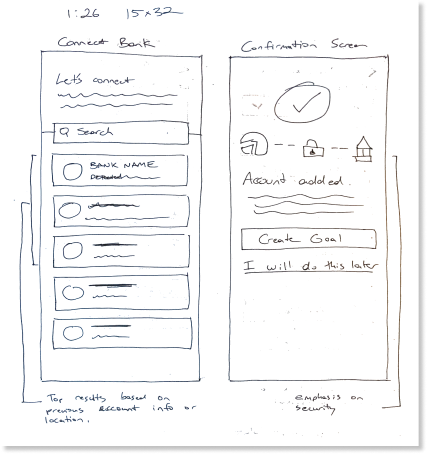 1:26 15x32
Connect Bank
Let's connect
Q Search
BANK NAME
Confirmation Screen
Account added.
Create Goal
I will do this later
Top results based on
previous account info or
location.
emphasis on
security